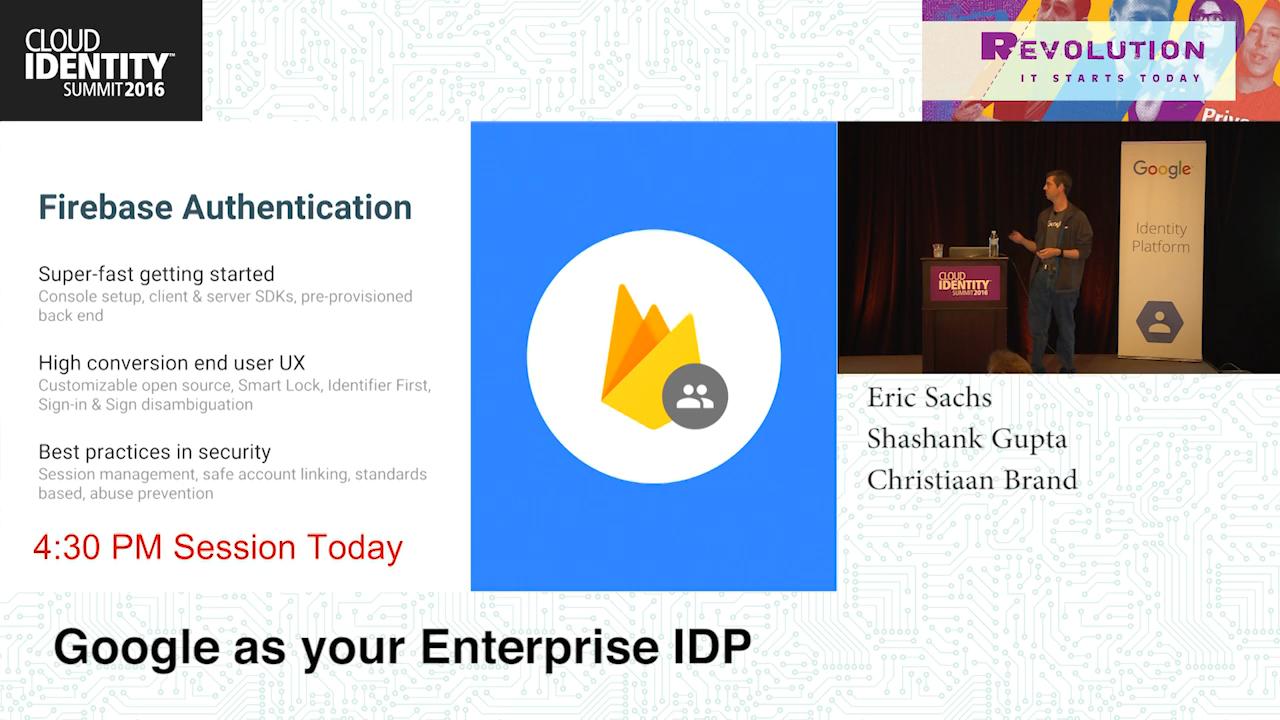 CLOUD
IDENTITY™
SUMMIT 2016
REVOLUTION
IT STARTS TODAY
Firebase Authentication
Super-fast getting started
Console setup, client & server SDKs, pre-provisioned
back end
High conversion end user UX
Customizable open source, Smart Lock, Identifier First,
Sign-in & Sign disambiguation
Best practices in security
Session management, safe account linking, standards
based, abuse prevention
4:30 PM Session Today
Google
Identity
Platform
CLOUD
IDENTITY
SUMMIT 2016
Eric Sachs
Shashank Gupta
Christiaan Brand
Google as your Enterprise IDP